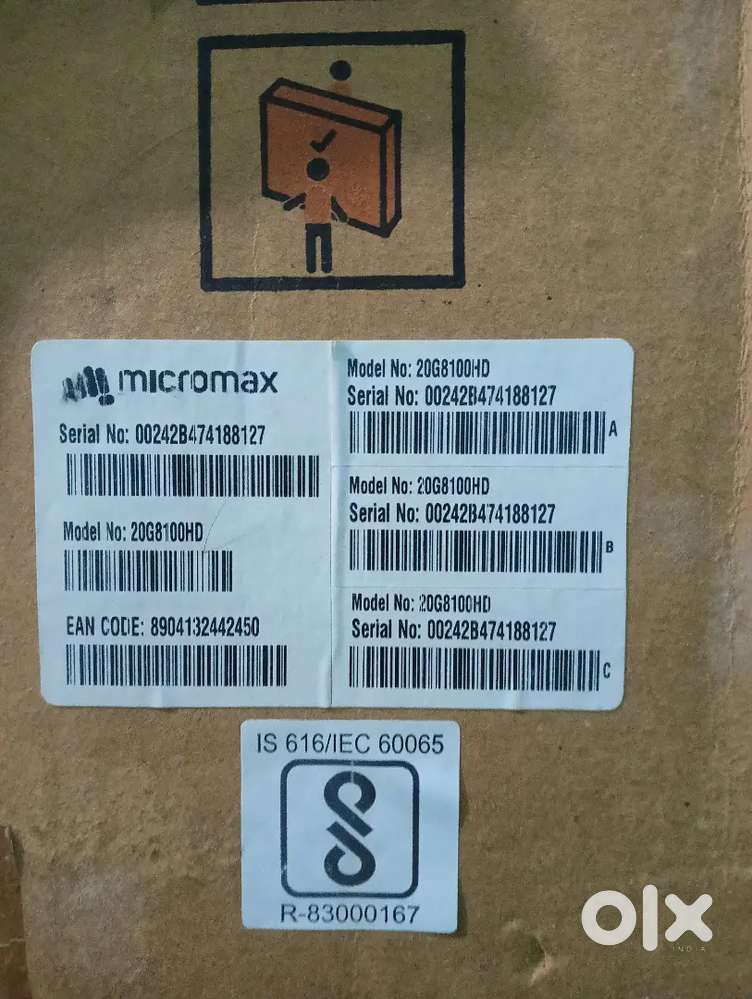 micromax
Serial No: 00242B474188127
Model No: 20G8100HD
EAN CODE: 8904132442450
Model No: 20G8100HD
Serial No: 00242B474188127
A
Model No: 20G8100HD
Serial No: 00242B474188127
B
Model No: 20G8100HD
Serial No: 00242B474188127
C
IS 616/IEC 60065
R-83000167
olx
INDIA